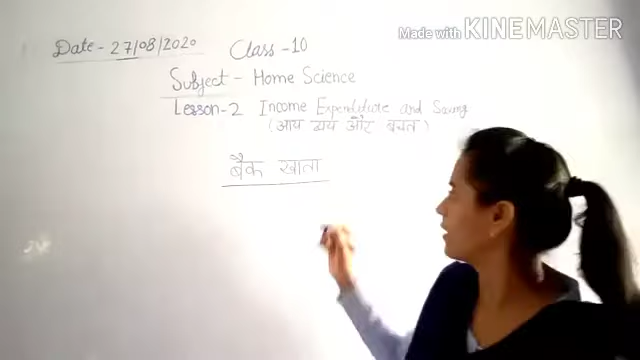 Made with KINEMASTER
Date - 27/08/2020 Class - 10
Subject - Home Science
Lesson-2 Income Expenditure and Saving
(आय व्यय और बचत)
बैंक खाता